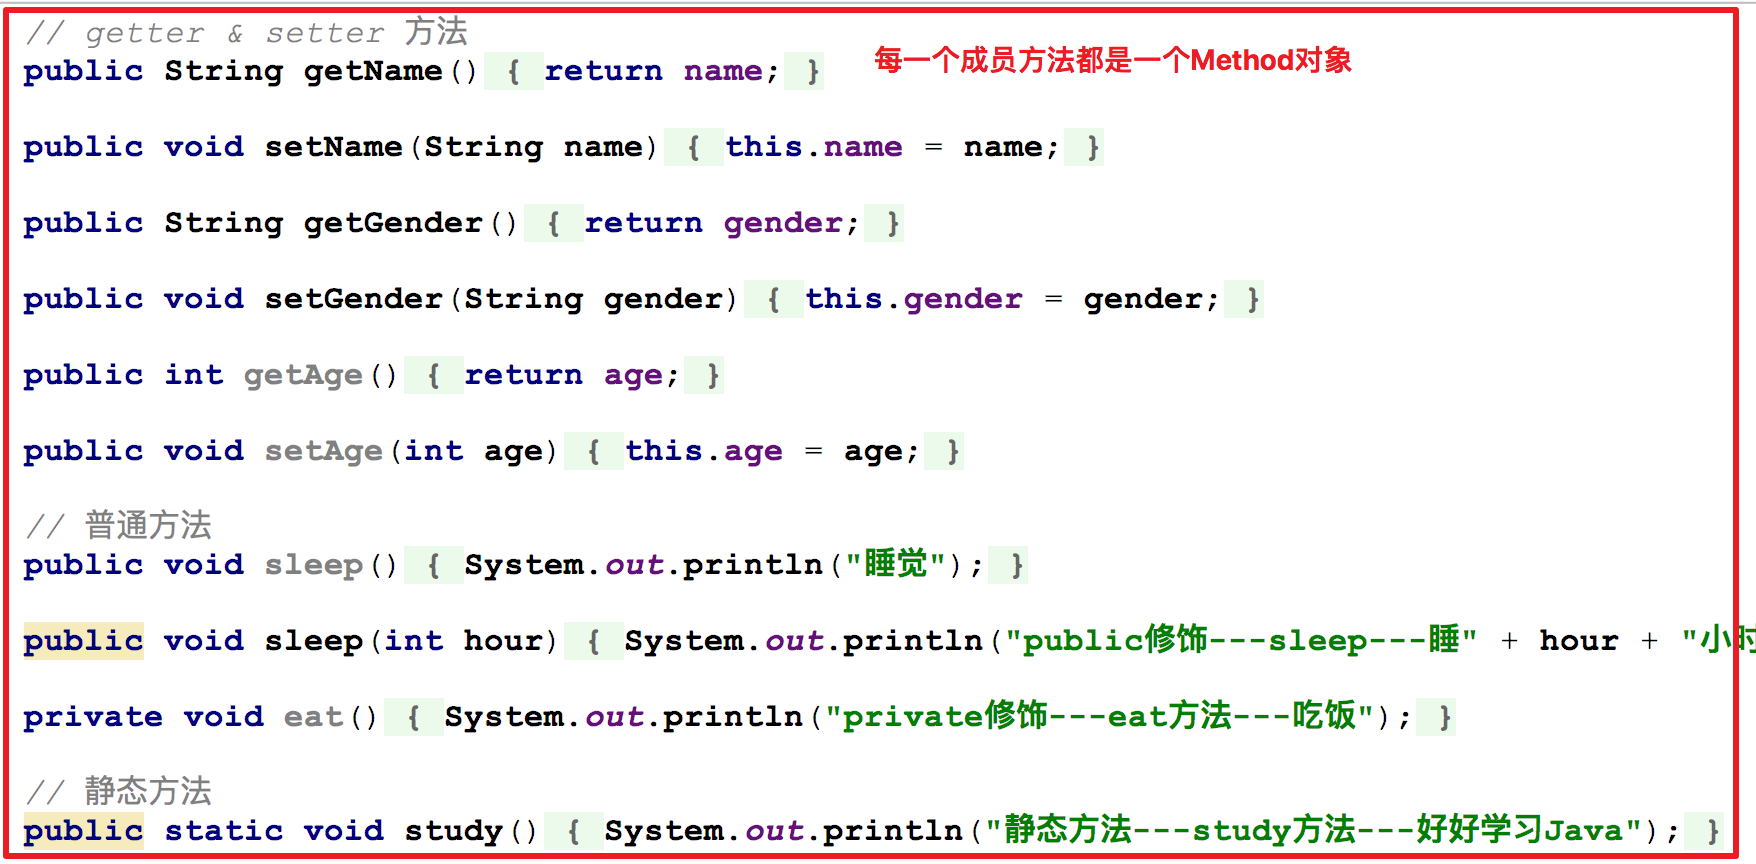 // getter & setter 方法
public String getName() { return name; }
每一个成员方法都是一个Method对象
public void setName(String name) { this.name = name; }
public String getGender() { return gender; }
public void setGender(String gender) { this.gender = gender; }
public int getAge() { return age; }
public void setAge(int age) { this.age = age; }
// 普通方法
public void sleep() { System.out.println("睡觉"); }
public void sleep(int hour) { System.out.println("public修饰---sleep---睡" + hour + "小时
private void eat() { System.out.println("private修饰---eat方法---吃饭"); }
// 静态方法
public static void study() { System.out.println("静态方法---study方法---好好学习Java"); }